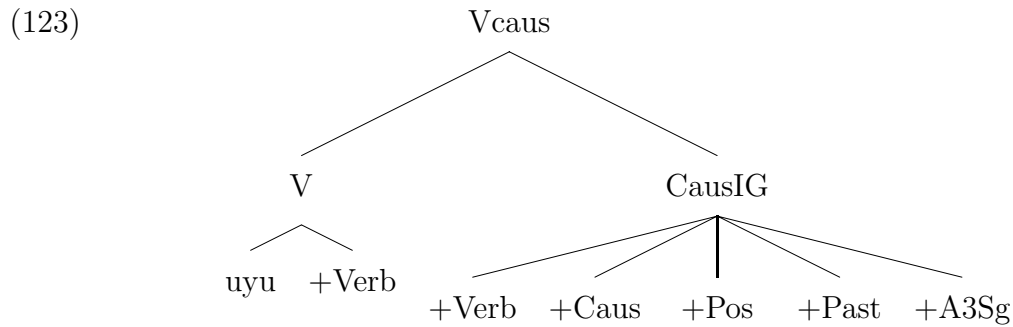 (123) Vcaus
V CausIG
uyu +Verb
+Verb +Caus +Pos +Past +A3Sg